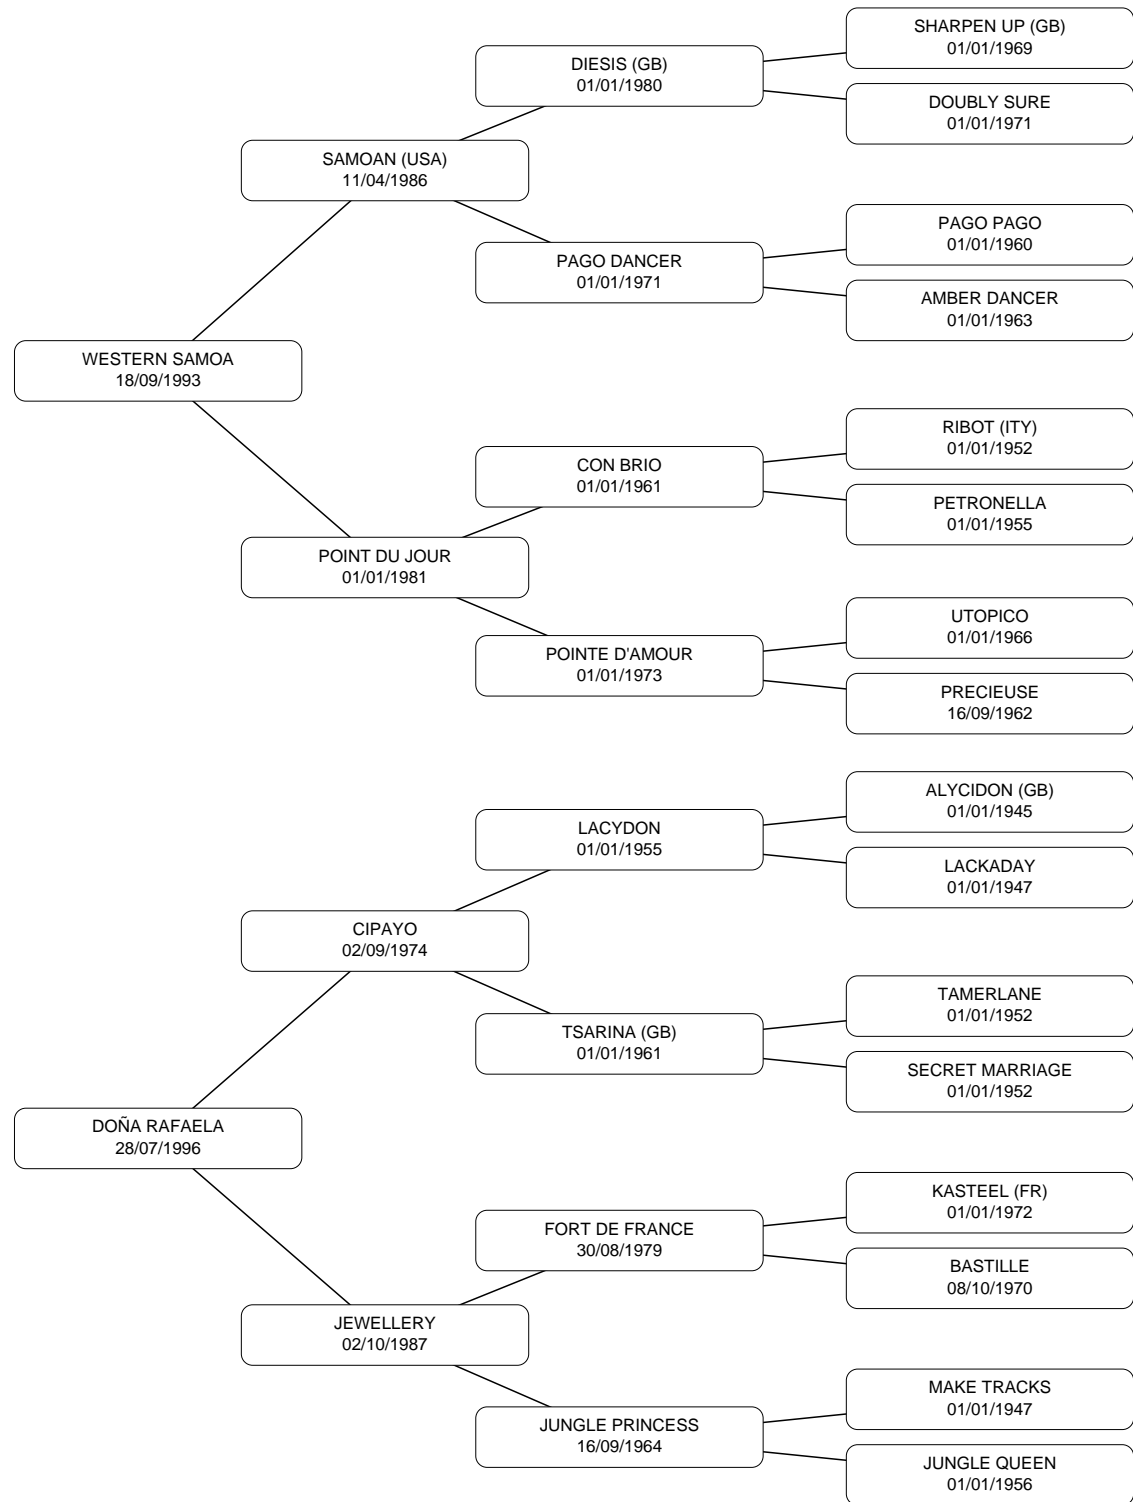 SHARPEN UP (GB)
01/01/1969
DIESIS (GB)
01/01/1980
DOUBLY SURE
01/01/1971
SAMOAN (USA)
11/04/1986
PAGO PAGO
01/01/1960
PAGO DANCER
01/01/1971
AMBER DANCER
01/01/1963
WESTERN SAMOA
18/09/1993
RIBOT (ITY)
01/01/1952
CON BRIO
01/01/1961
PETRONELLA
01/01/1955
POINT DU JOUR
01/01/1981
UTOPICO
01/01/1966
POINTE D'AMOUR
01/01/1973
PRECIEUSE
16/09/1962
ALYCIDON (GB)
01/01/1945
LACYDON
01/01/1955
LACKADAY
01/01/1947
CIPAYO
02/09/1974
TAMERLANE
01/01/1952
TSARINA (GB)
01/01/1961
SECRET MARRIAGE
01/01/1952
DOÑA RAFAELA
28/07/1996
KASTEEL (FR)
01/01/1972
FORT DE FRANCE
30/08/1979
BASTILLE
08/10/1970
JEWELLERY
02/10/1987
MAKE TRACKS
01/01/1947
JUNGLE PRINCESS
16/09/1964
JUNGLE QUEEN
01/01/1956